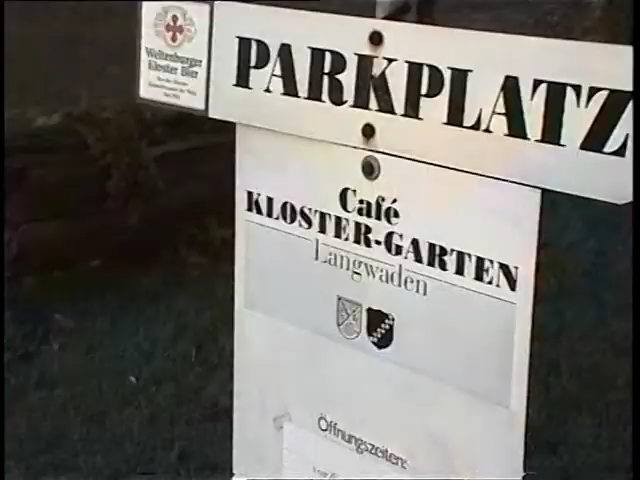 Weltenburger
Kloster Bier
PARKPLATZ
Café
KLOSTER-GARTEN
Langwaden
Öffnungszeiten: